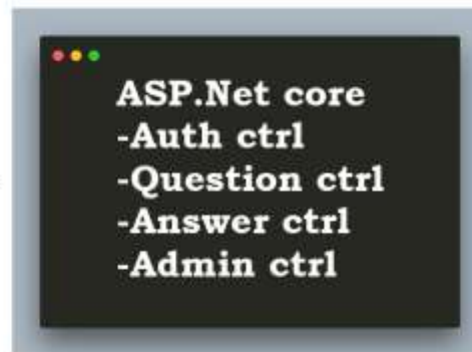 ASP.Net core
-Auth ctrl
-Question ctrl
-Answer ctrl
-Admin ctrl